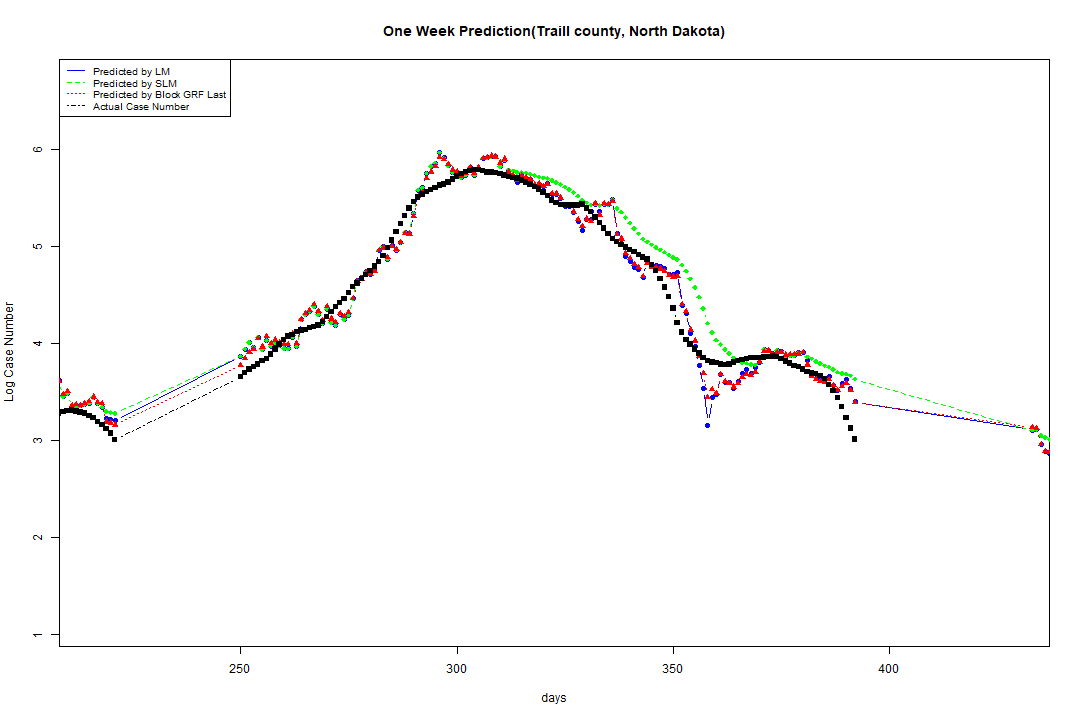 One Week Prediction(Traill county, North Dakota)
Predicted by LM
Predicted by SLM
Predicted by Block GRF Last
Actual Case Number
6
5
4
3
2
1
Log Case Number
250
300
350
400
days